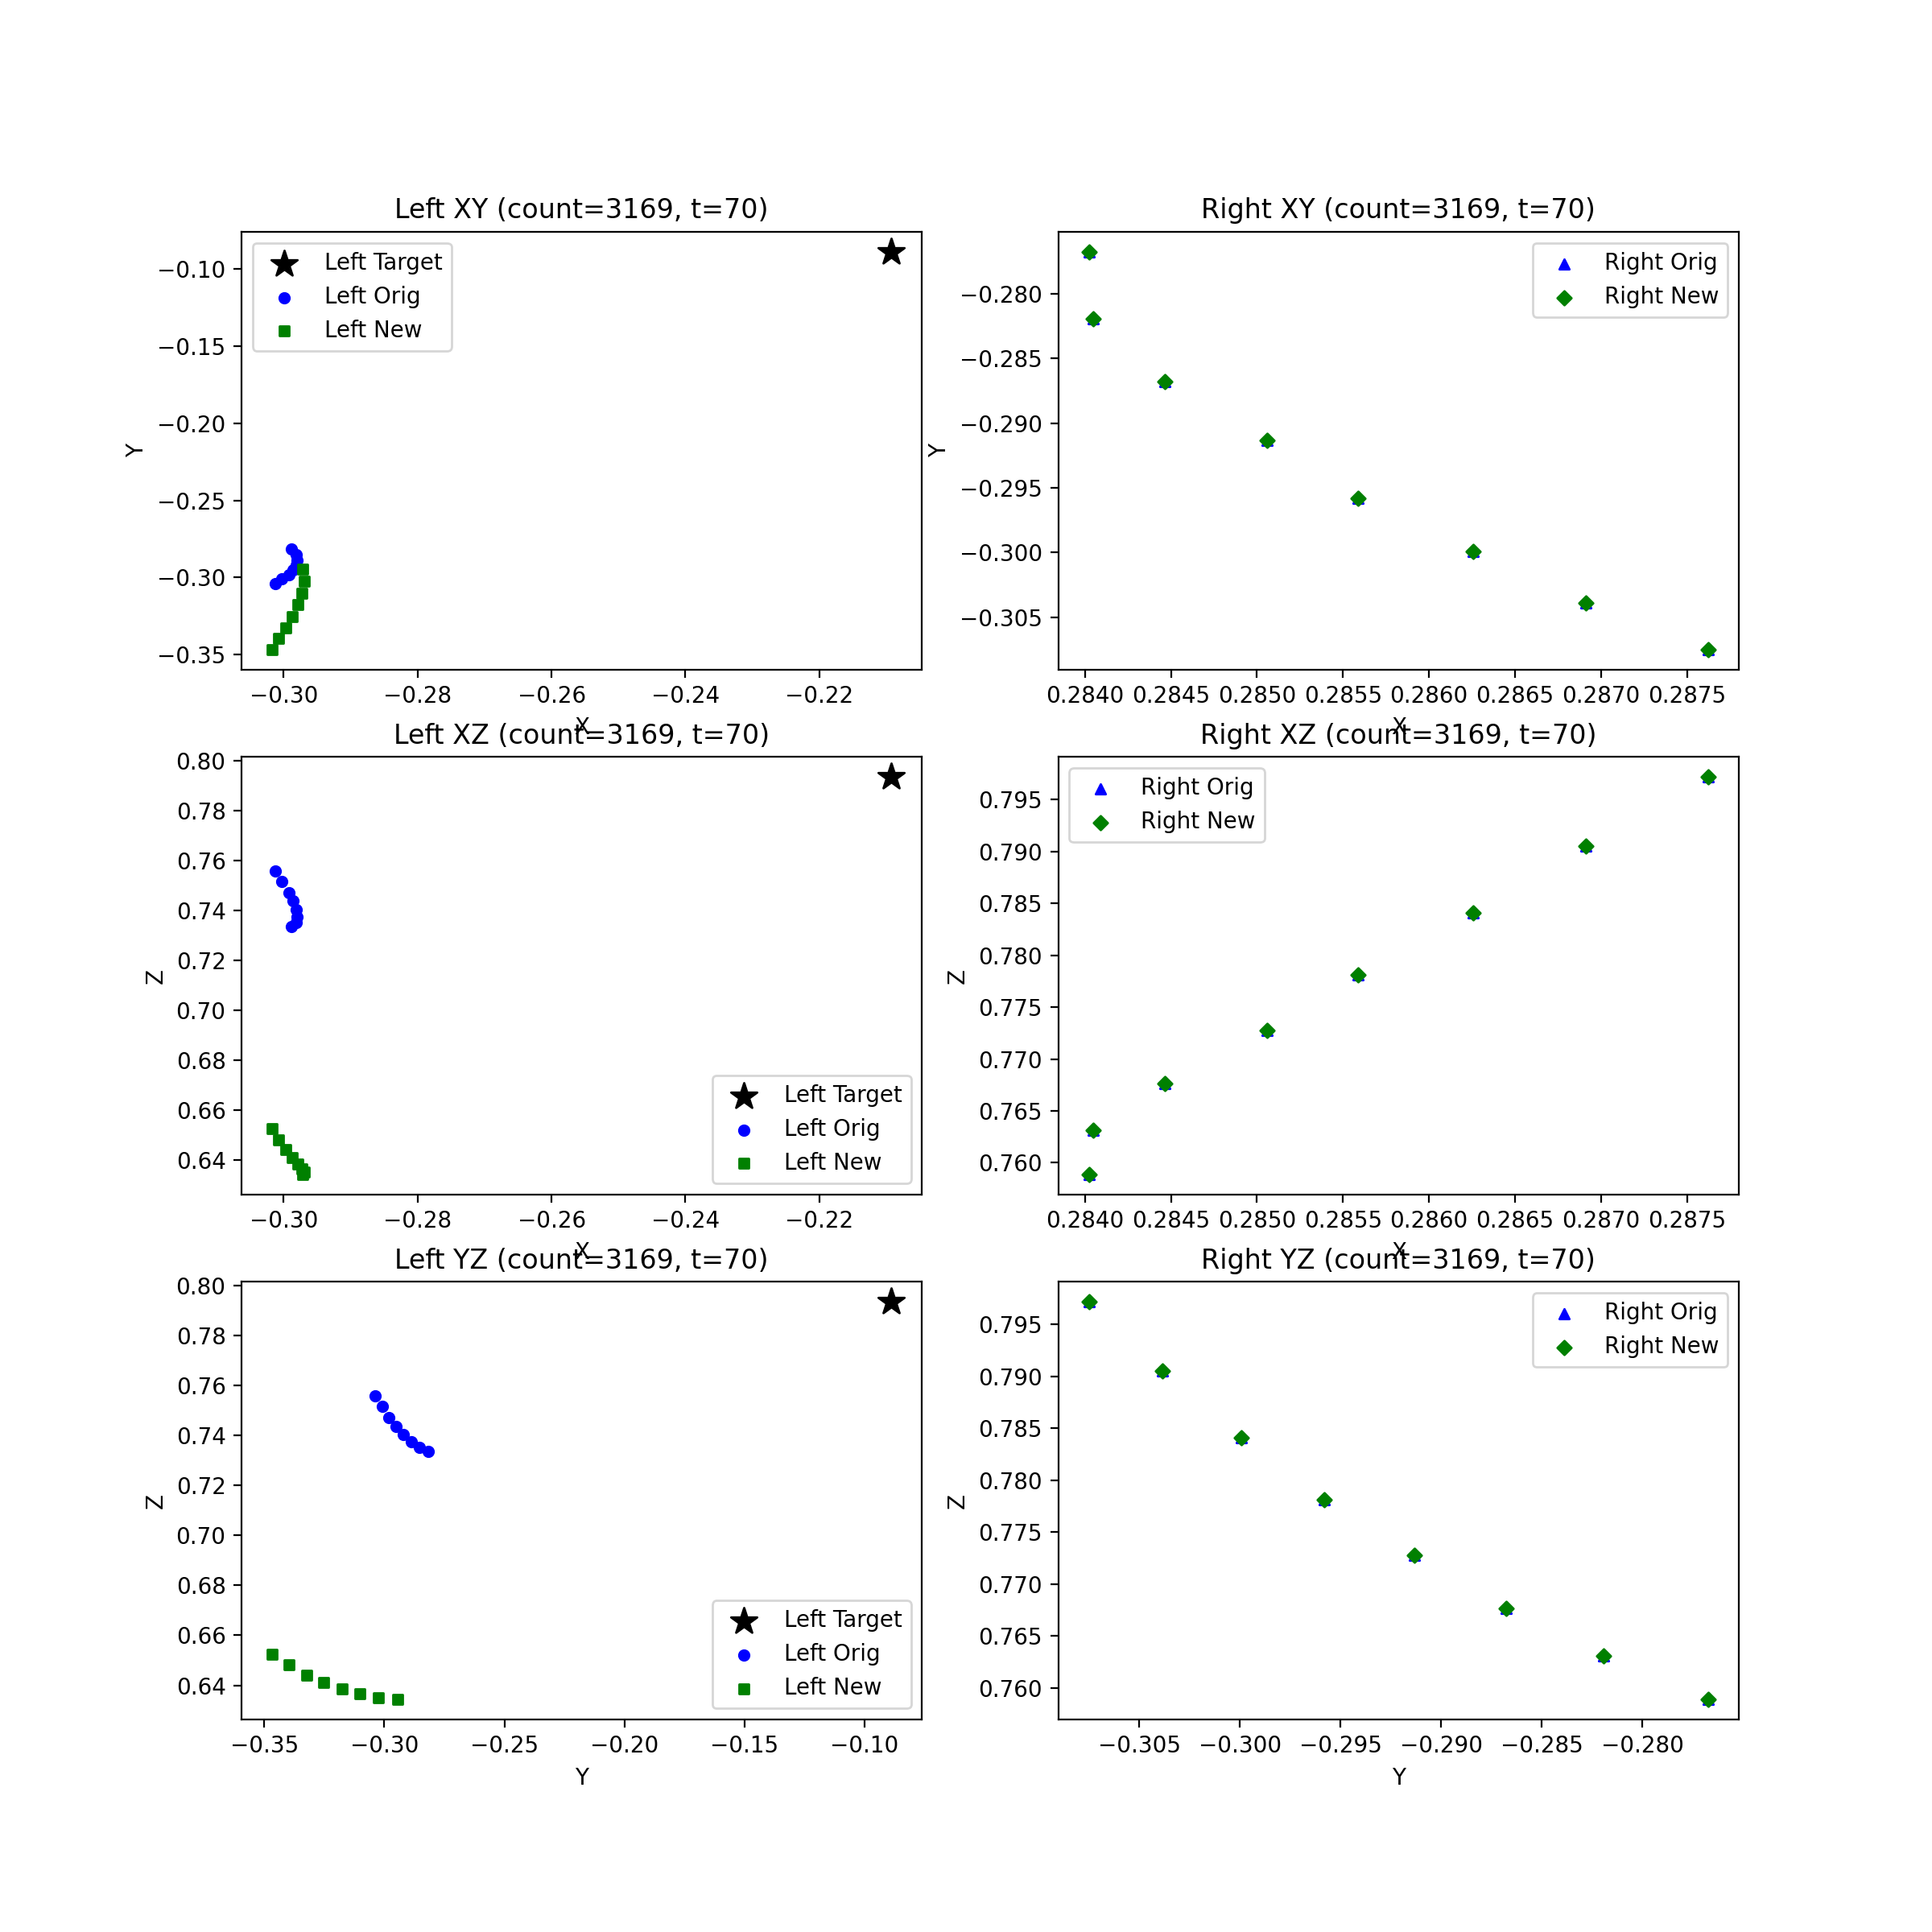 Left XY (count=3169, t=70)
Left Target
Left Orig
Left New
−0.10
−0.15
−0.20
−0.25
−0.30
−0.35
Y
−0.30 −0.28 −0.26 −0.24 −0.22
X
Right XY (count=3169, t=70)
Right Orig
Right New
−0.280
−0.285
−0.290
−0.295
−0.300
−0.305
Y
0.2840 0.2845 0.2850 0.2855 0.2860 0.2865 0.2870 0.2875
X
Left XZ (count=3169, t=70)
0.80
0.78
0.76
0.74
0.72
0.70
0.68
0.66
0.64
Z
Left Target
Left Orig
Left New
−0.30 −0.28 −0.26 −0.24 −0.22
X
Right XZ (count=3169, t=70)
Right Orig
Right New
0.795
0.790
0.785
0.780
0.775
0.770
0.765
0.760
Z
0.2840 0.2845 0.2850 0.2855 0.2860 0.2865 0.2870 0.2875
X
Left YZ (count=3169, t=70)
0.80
0.78
0.76
0.74
0.72
0.70
0.68
0.66
0.64
Z
Left Target
Left Orig
Left New
−0.35 −0.30 −0.25 −0.20 −0.15 −0.10
Y
Right YZ (count=3169, t=70)
Right Orig
Right New
0.795
0.790
0.785
0.780
0.775
0.770
0.765
0.760
Z
−0.305 −0.300 −0.295 −0.290 −0.285 −0.280
Y